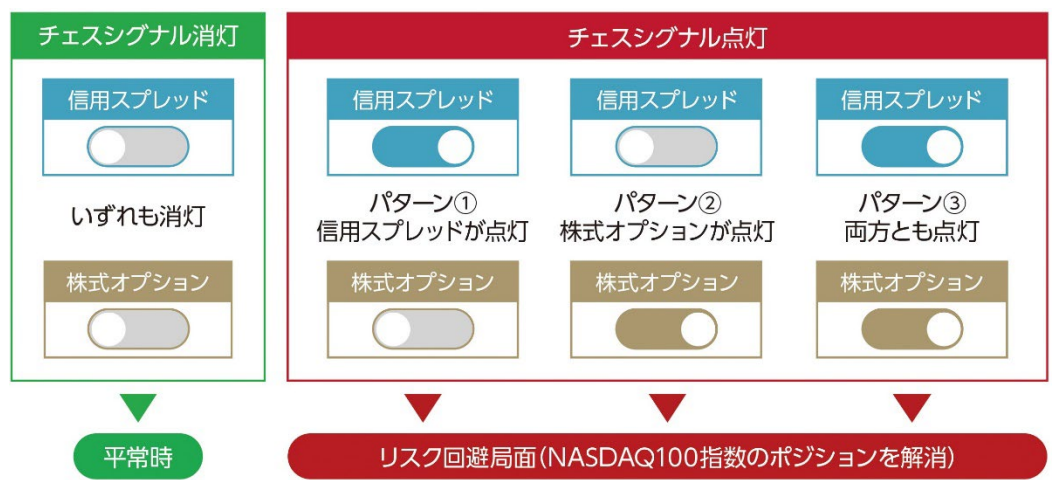 チェスシグナル消灯
信用スプレッド
いずれも消灯
株式オプション
平常時
チェスシグナル点灯
信用スプレッド
パターン①
信用スプレッドが点灯
株式オプション
信用スプレッド
パターン②
株式オプションが点灯
株式オプション
信用スプレッド
パターン③
両方とも点灯
株式オプション
リスク回避局面(NASDAQ100指数のポジションを解消)